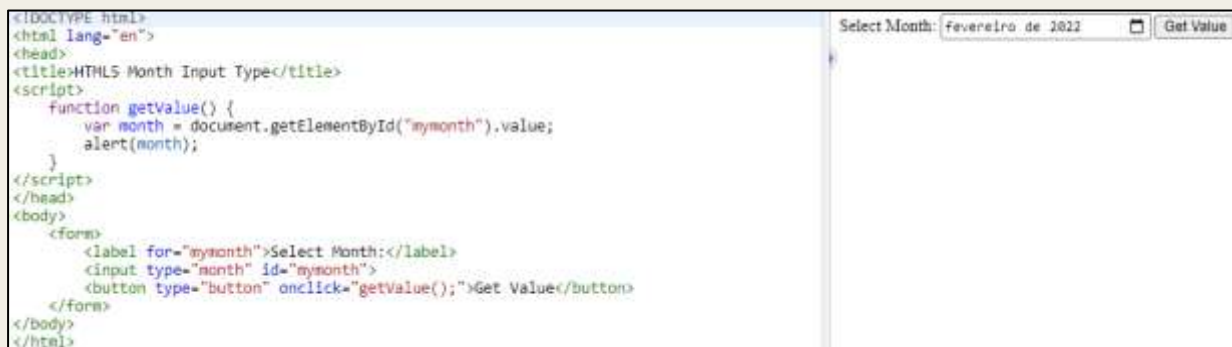 <!DOCTYPE html>
<html lang="en">
<head>
<title>HTML5 Month Input Type</title>
<script>
    function getValue() {
        var month = document.getElementById("mymonth").value;
        alert(month);
    }
</script>
</head>
<body>
    <form>
        <label for="mymonth">Select Month:</label>
        <input type="month" id="mymonth">
        <button type="button" onclick="getValue();">Get Value</button>
    </form>
</body>
</html>
Select Month: fevereiro de 2022 Get Value